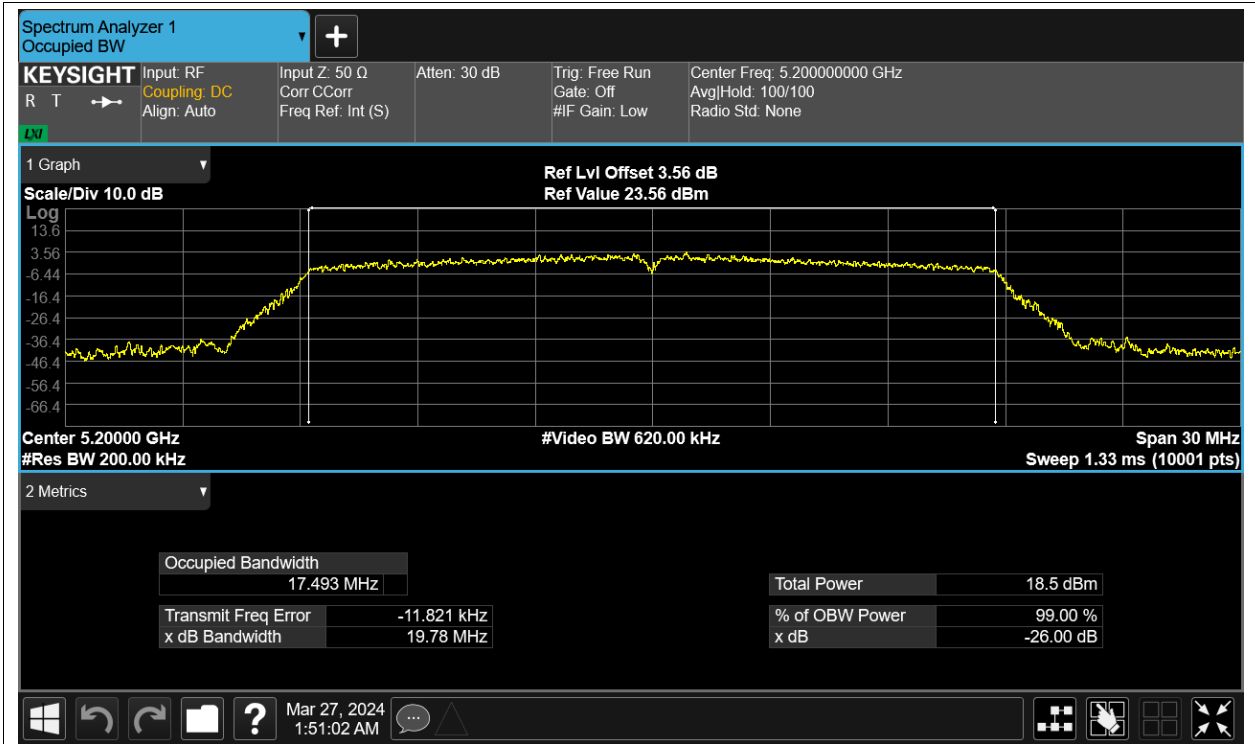 Spectrum Analyzer 1
Occupied BW
KEYSIGHT
R T
LXI
Input: RF
Coupling: DC
Align: Auto
Input Z: 50 Ω
Corr CCorr
Freq Ref: Int (S)
Atten: 30 dB
Trig: Free Run
Gate: Off
#IF Gain: Low
Center Freq: 5.200000000 GHz
Avg|Hold: 100/100
Radio Std: None
1 Graph
Scale/Div 10.0 dB
Ref Lvl Offset 3.56 dB
Ref Value 23.56 dBm
Log
13.6
3.56
-6.44
-16.4
-26.4
-36.4
-46.4
-56.4
-66.4
Center 5.20000 GHz
#Res BW 200.00 kHz
#Video BW 620.00 kHz
Span 30 MHz
Sweep 1.33 ms (10001 pts)
2 Metrics
Occupied Bandwidth
17.493 MHz
Transmit Freq Error -11.821 kHz
x dB Bandwidth 19.78 MHz
Total Power 18.5 dBm
% of OBW Power 99.00 %
x dB -26.00 dB
?
Mar 27, 2024
1:51:02 AM